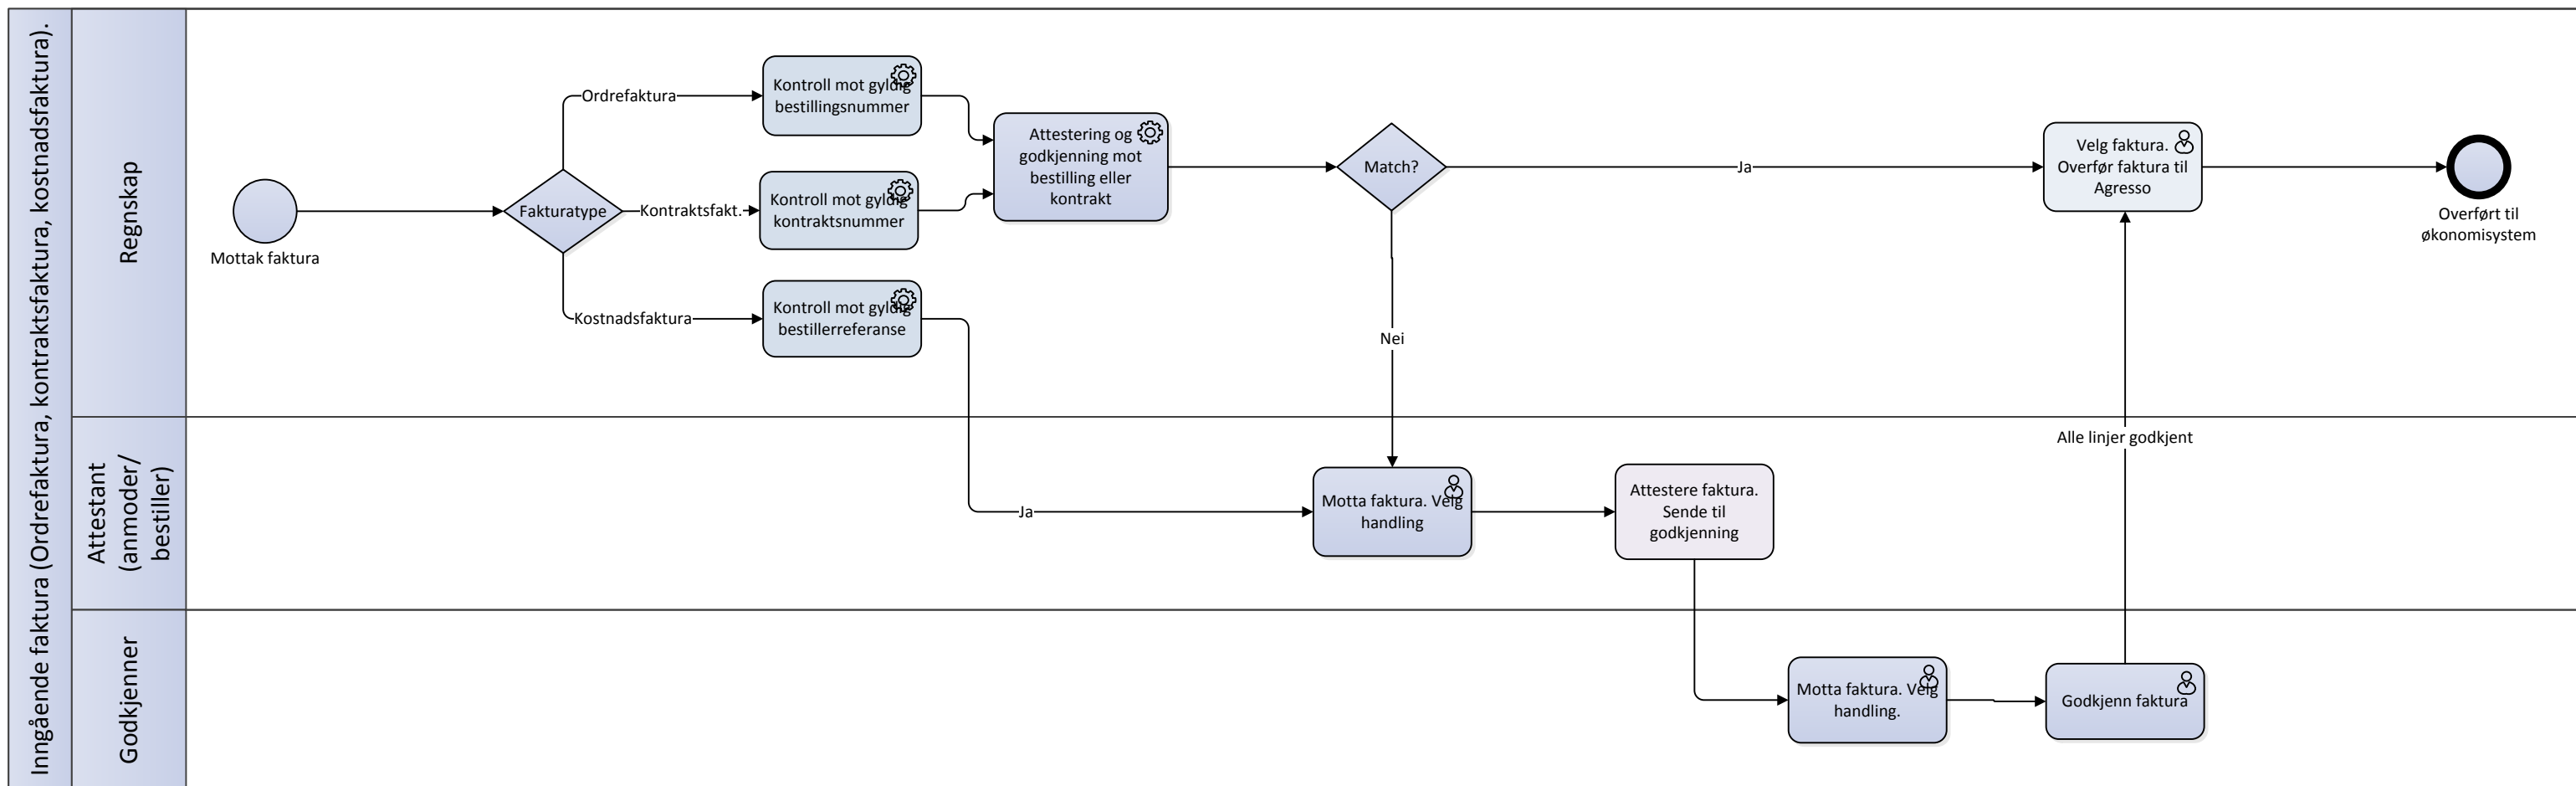 Inngående faktura (Ordrefaktura, kontraktsfaktura, kostnadsfaktura).
Regnskap
Mottak faktura
Fakturatype
Ordrefaktura
Kontraktsfakt.
Kostnadsfaktura
Kontroll mot gyldig
bestillingsnummer
Kontroll mot gyldig
kontraktsnummer
Kontroll mot gyldig
bestillerreferanse
Attestering og
godkjenning mot
bestilling eller
kontrakt
Match?
Ja
Nei
Velg faktura.
Overfør faktura til
Agresso
Overført til
økonomisystem
Attestant
(anmoder/
bestiller)
Ja
Motta faktura. Velg
handling
Attestere faktura.
Sende til
godkjenning
Alle linjer godkjent
Godkjenner
Motta faktura. Velg
handling.
Godkjenn faktura